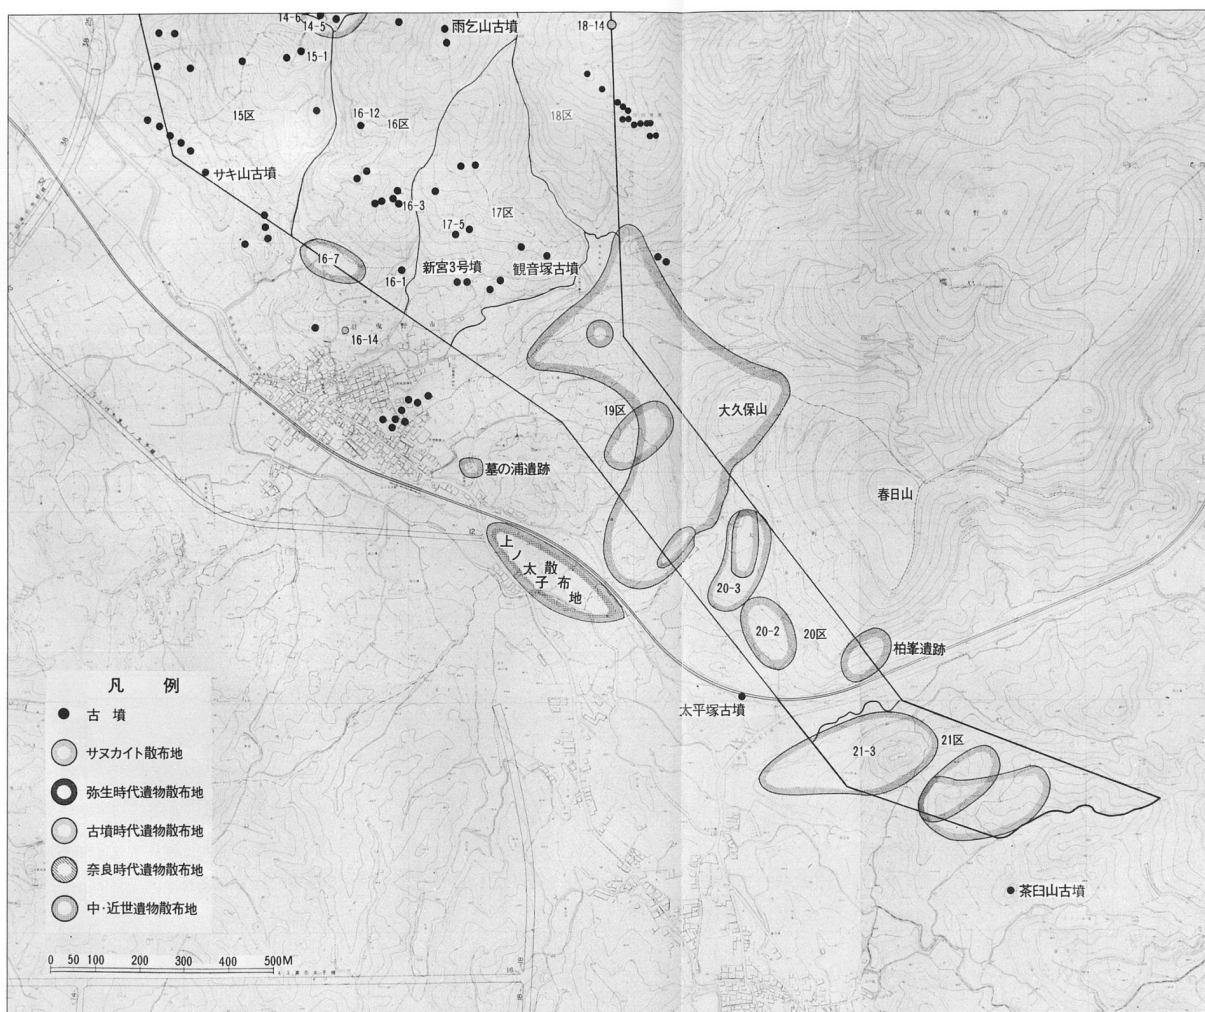 14-6
14-5
雨乞山古墳
18-14
15-1
15区
16-12
16区
18区
サキ山古墳
16-3
17区
17-5
羽曳野市
16-7
16-1
新宮3号墳
観音塚古墳
羽曳野市
16-14
19区
大久保山
墓の浦遺跡
春日山
上ノ太子散布地
20-3
20-2
20区
柏峯遺跡
太平塚古墳
21-3
21区
茶臼山古墳
凡例
古墳
サヌカイト散布地
弥生時代遺物散布地
古墳時代遺物散布地
奈良時代遺物散布地
中・近世遺物散布地
0 50 100 200 300 400 500M